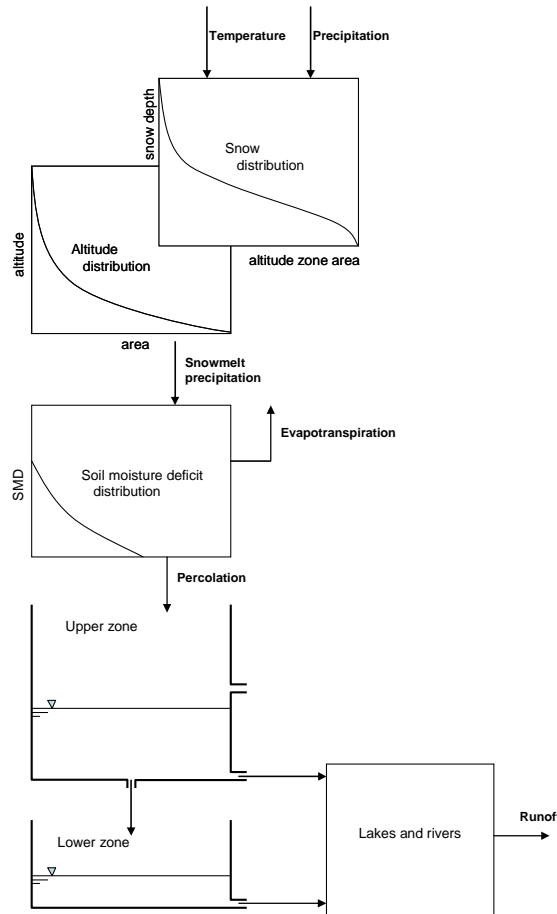 Temperature
Precipitation
snow depth
Snow
distribution
altitude zone area
altitude
Altitude
distribution
area
Snowmelt
precipitation
Evapotranspiration
SMD
Soil moisture deficit
distribution
Percolation
Upper zone
Lower zone
Lakes and rivers
Runof